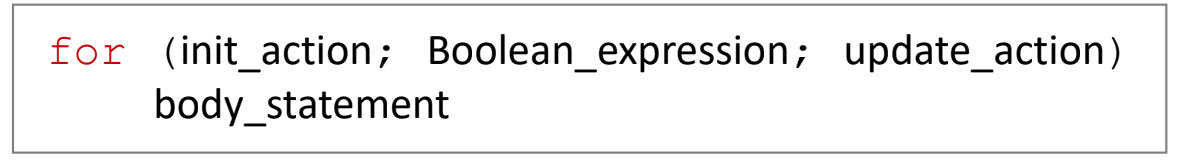 for (init_action; Boolean_expression; update_action)
body_statement